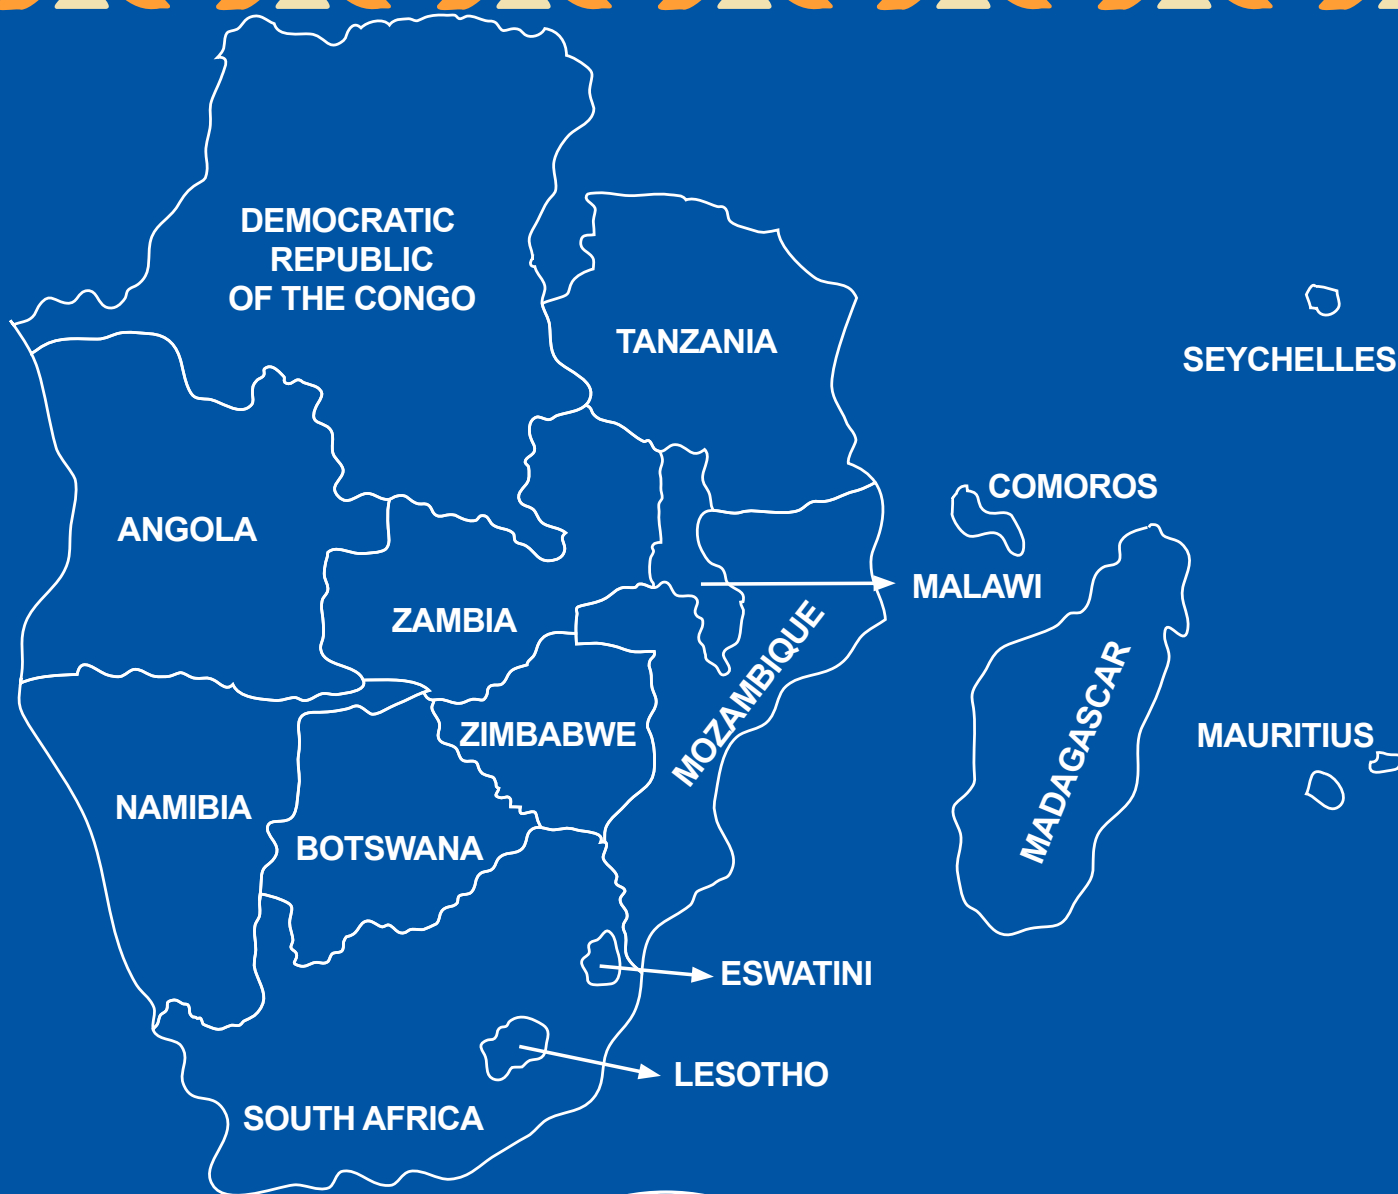 DEMOCRATIC
REPUBLIC
OF THE CONGO
TANZANIA
SEYCHELLES
COMOROS
ANGOLA
MALAWI
ZAMBIA
MOZAMBIQUE
MADAGASCAR
ZIMBABWE
MAURITIUS
NAMIBIA
BOTSWANA
ESWATINI
LESOTHO
SOUTH AFRICA